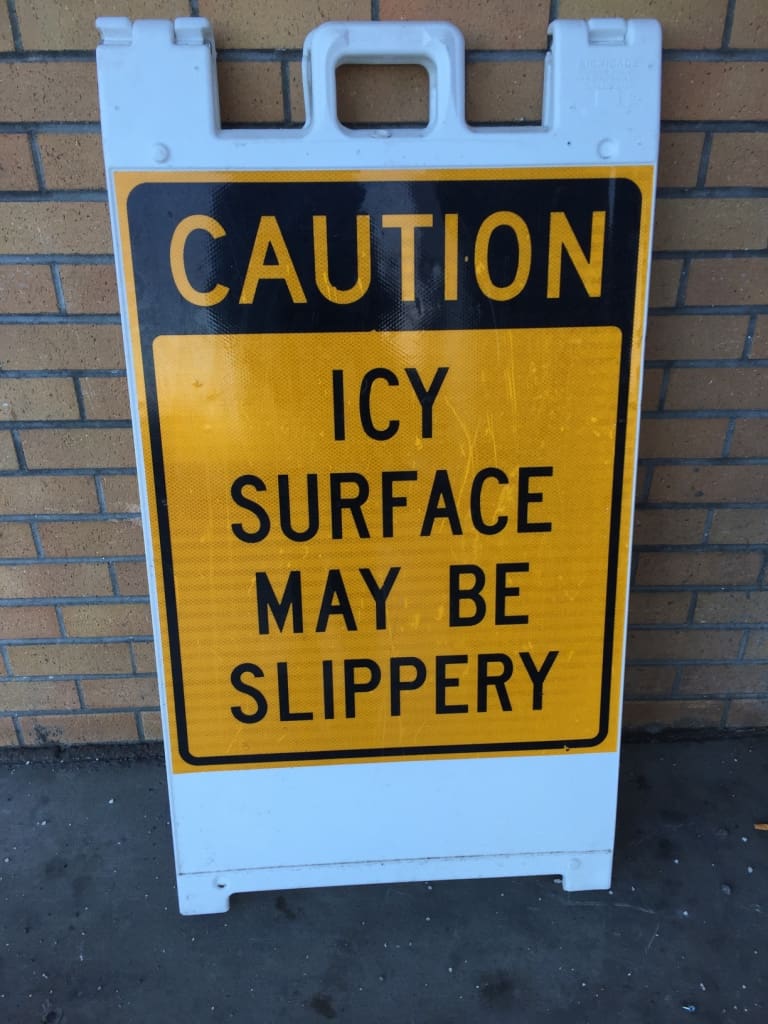 CAUTION
ICY
SURFACE
MAY BE
SLIPPERY